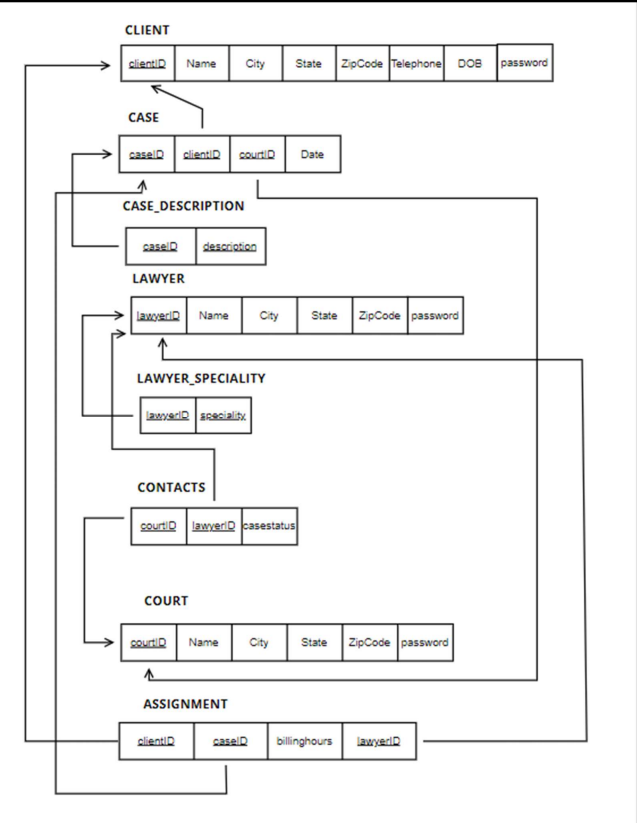 CLIENT
clientID Name City State ZipCode Telephone DOB password
CASE
caseID clientID courtID Date
CASE_DESCRIPTION
caseID description
LAWYER
lawyerID Name City State ZipCode password
LAWYER_SPECIALITY
lawyerID speciality
CONTACTS
courtID lawyerID casestatus
COURT
courtID Name City State ZipCode password
ASSIGNMENT
clientID caseID billinghours lawyerID